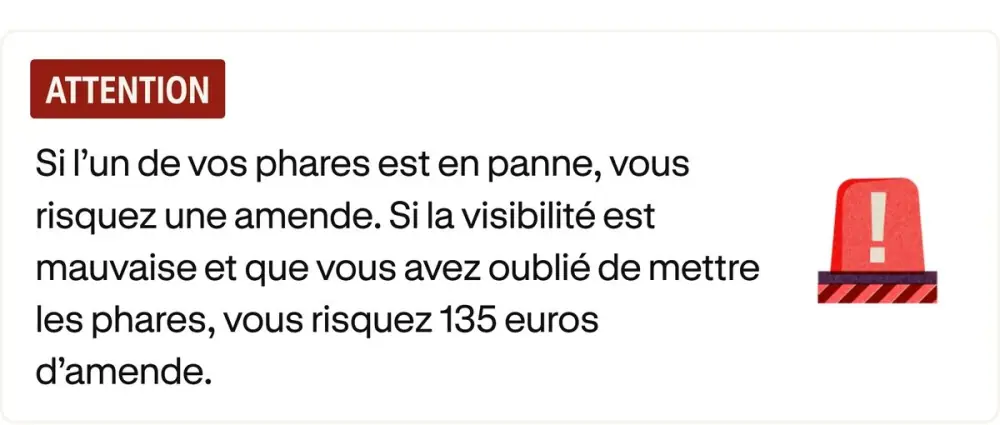 ATTENTION
Si l’un de vos phares est en panne, vous
risquez une amende. Si la visibilité est
mauvaise et que vous avez oublié de mettre
les phares, vous risquez 135 euros
d’amende.
!